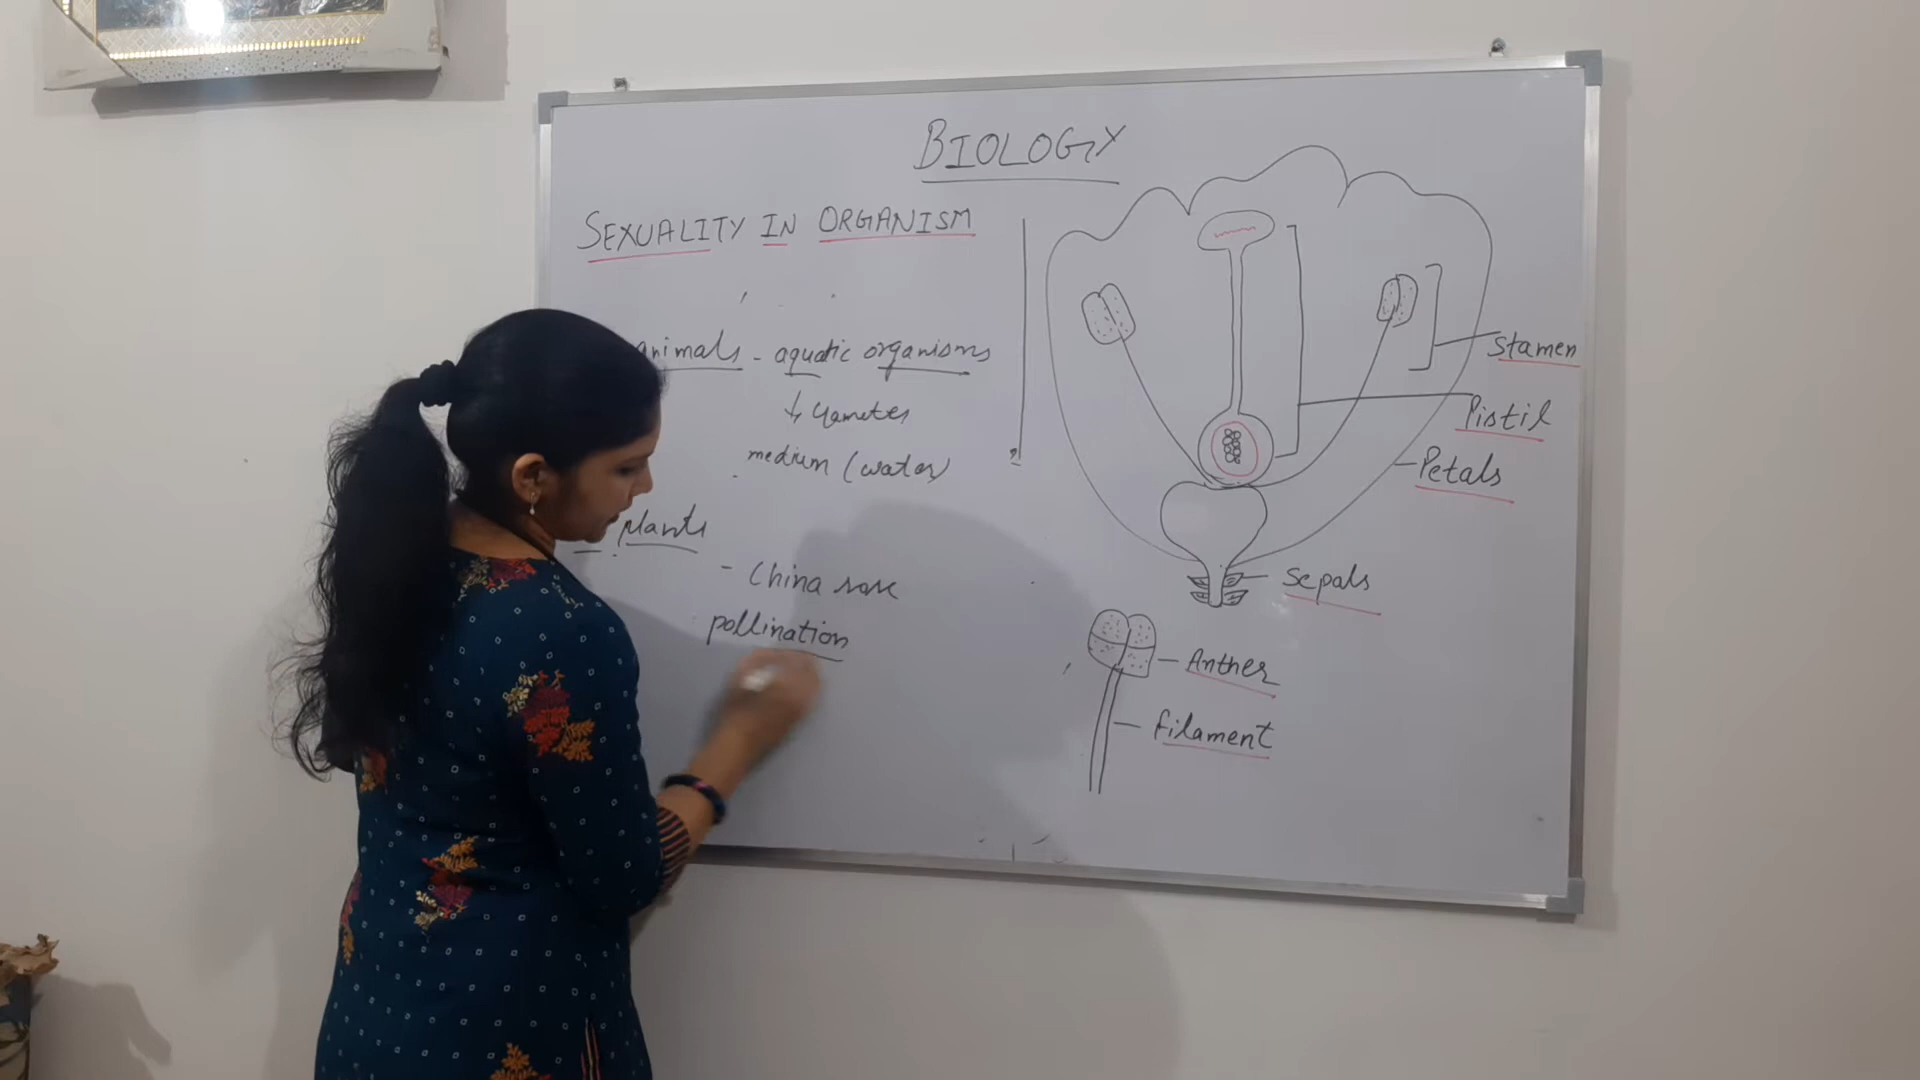 BIOLOGY
SEXUALITY IN ORGANISM
animals - aquatic organisms
↓ Gametes
medium (water)
- plants
- China rose
pollination
Stamen
Pistil
Petals
Sepals
Anther
filament